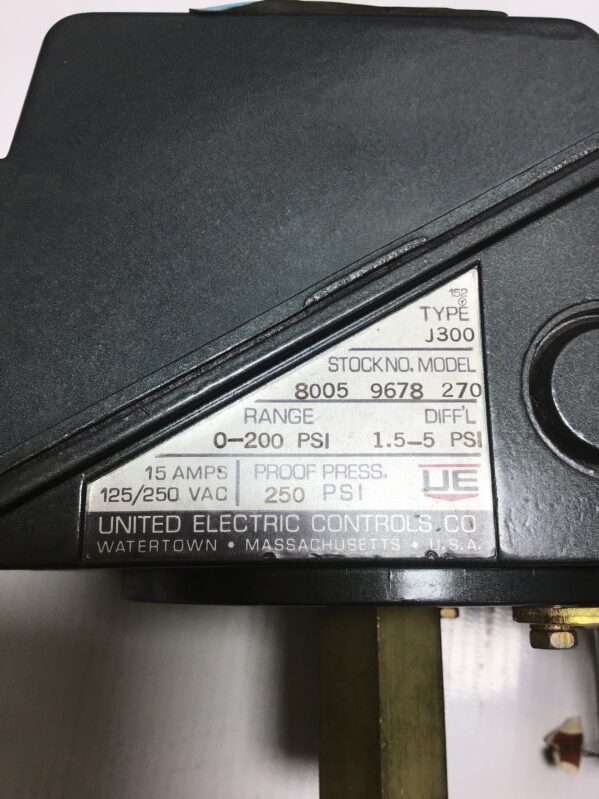 152
TYPE
J300
STOCK NO. MODEL
8005 9678 270
RANGE DIFF'L
0-200 PSI 1.5-5 PSI
15 AMPS PROOF PRESS. UE
125/250 VAC 250 PSI
UNITED ELECTRIC CONTROLS. CO
WATERTOWN • MASSACHUSETTS • U.S.A.